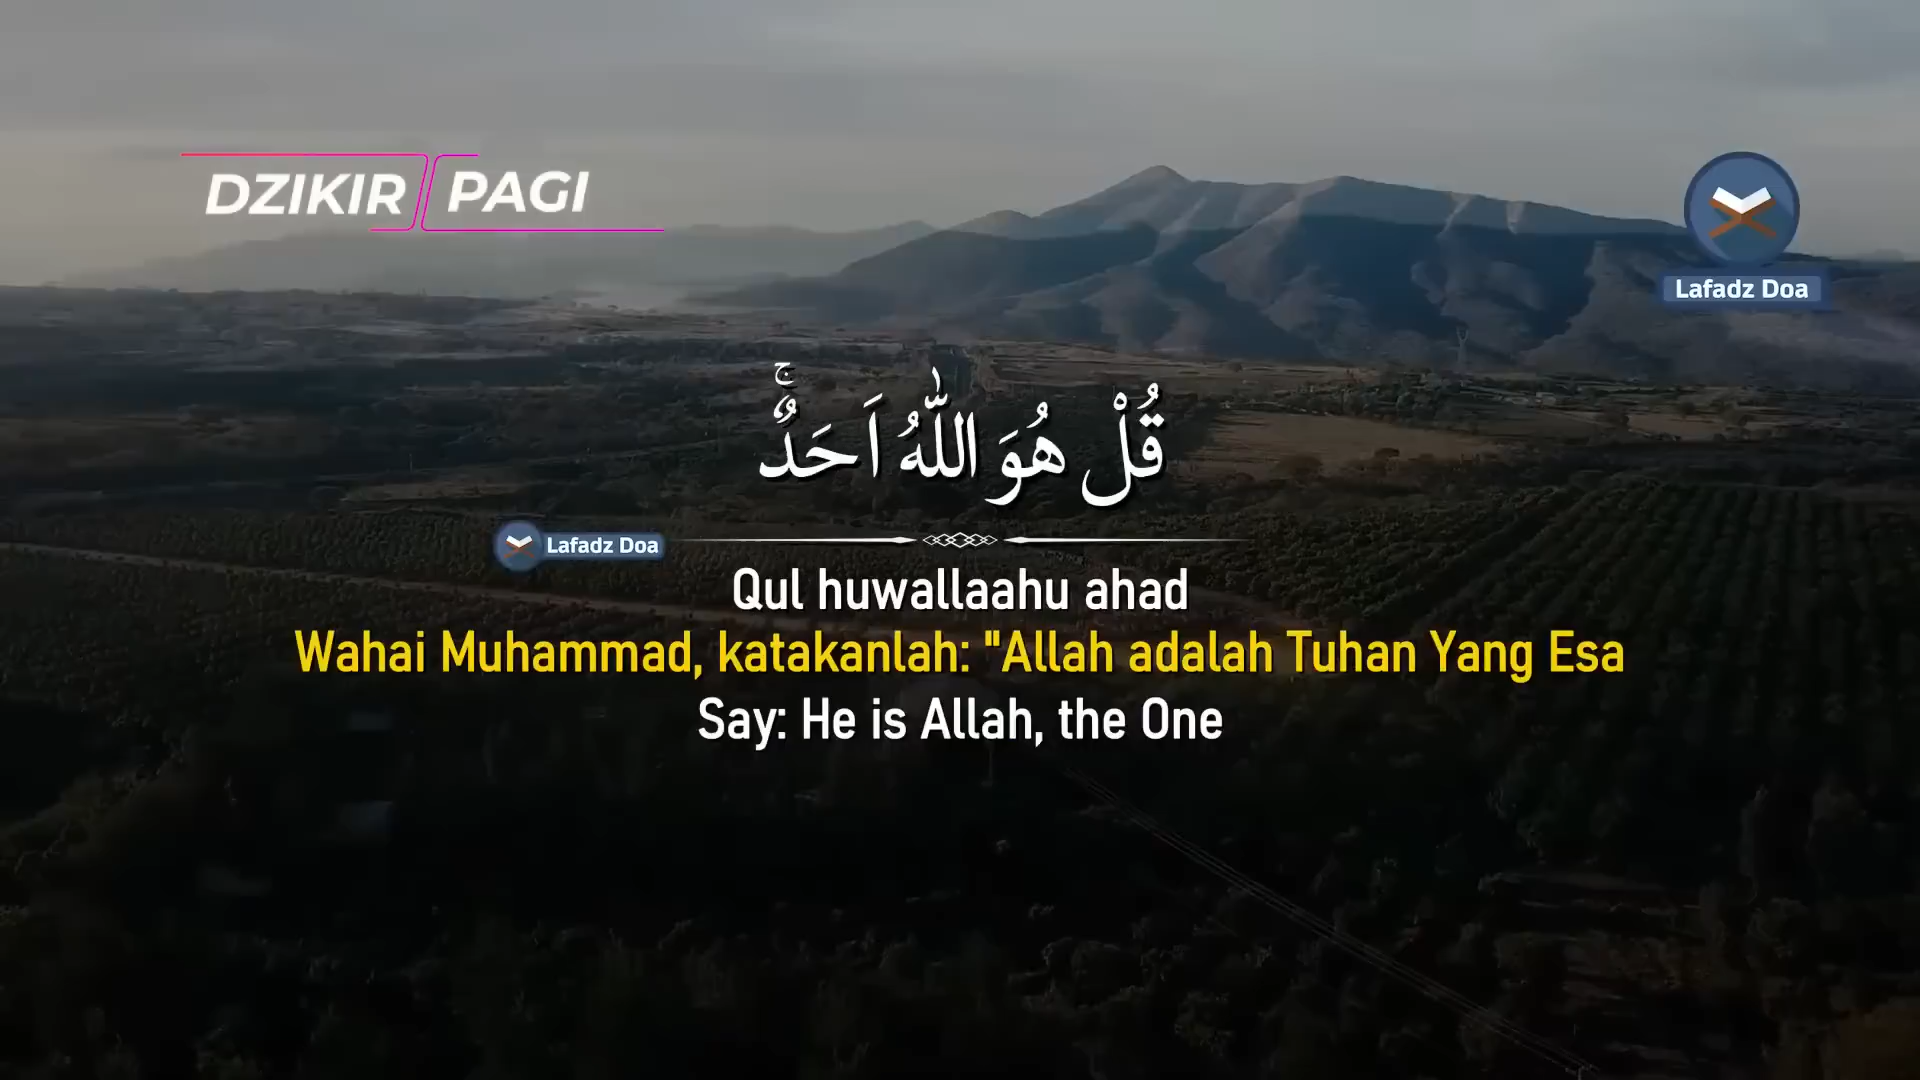 DZIKIR PAGI
Lafadz Doa
قُلْ هُوَ اللّٰهُ اَحَدٌۚ
Lafadz Doa
Qul huwallaahu ahad
Wahai Muhammad, katakanlah: "Allah adalah Tuhan Yang Esa
Say: He is Allah, the One